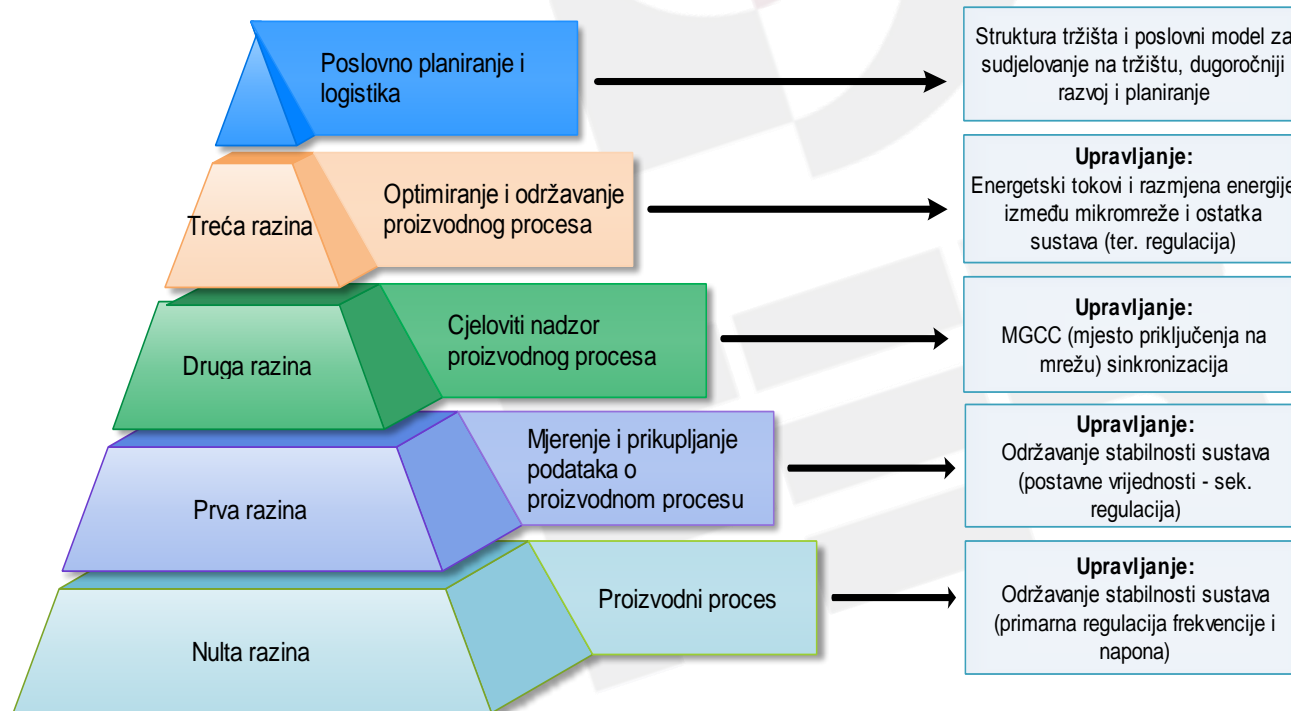 Poslovno planiranje i
logistika
Struktura tržišta i poslovni model za
sudjelovanje na tržištu, dugoročniji
razvoj i planiranje
Treća razina
Optimiranje i održavanje
proizvodnog procesa
Upravljanje:
Energetski tokovi i razmjena energije
između mikromreže i ostatka
sustava (ter. regulacija)
Druga razina
Cjeloviti nadzor
proizvodnog procesa
Upravljanje:
MGCC (mjesto priključenja na
mrežu) sinkronizacija
Prva razina
Mjerenje i prikupljanje
podataka o
proizvodnom procesu
Upravljanje:
Održavanje stabilnosti sustava
(postavne vrijednosti - sek.
regulacija)
Nulta razina
Proizvodni proces
Upravljanje:
Održavanje stabilnosti sustava
(primarna regulacija frekvencije i
napona)